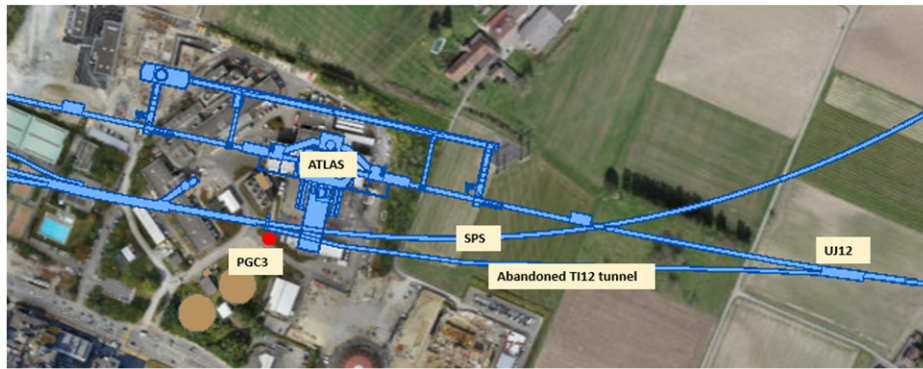 ATLAS
SPS
UJ12
PGC3
Abandoned TI12 tunnel